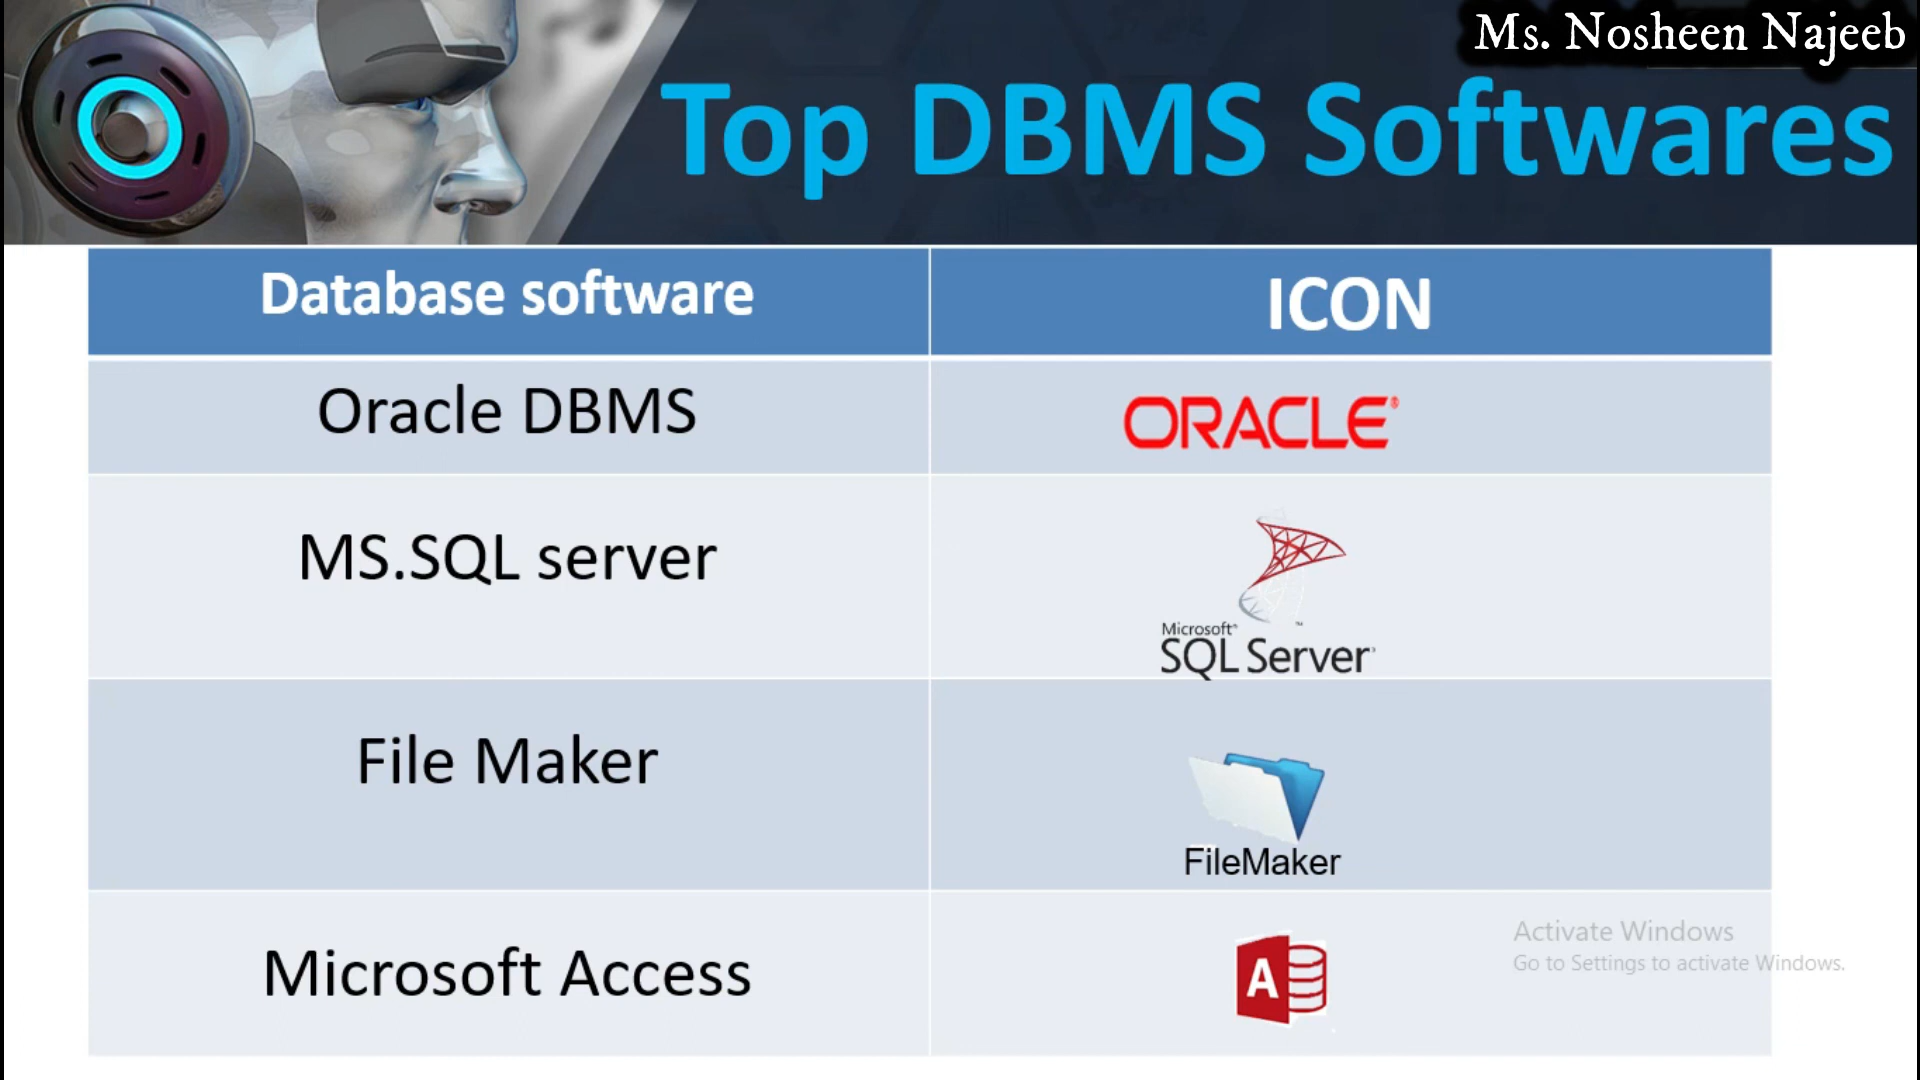 Ms. Nosheen Najeeb
Top DBMS Softwares
Database software
ICON
Oracle DBMS
ORACLE®
MS.SQL server
Microsoft®
SQL Server
File Maker
FileMaker
Microsoft Access
A
Activate Windows
Go to Settings to activate Windows.